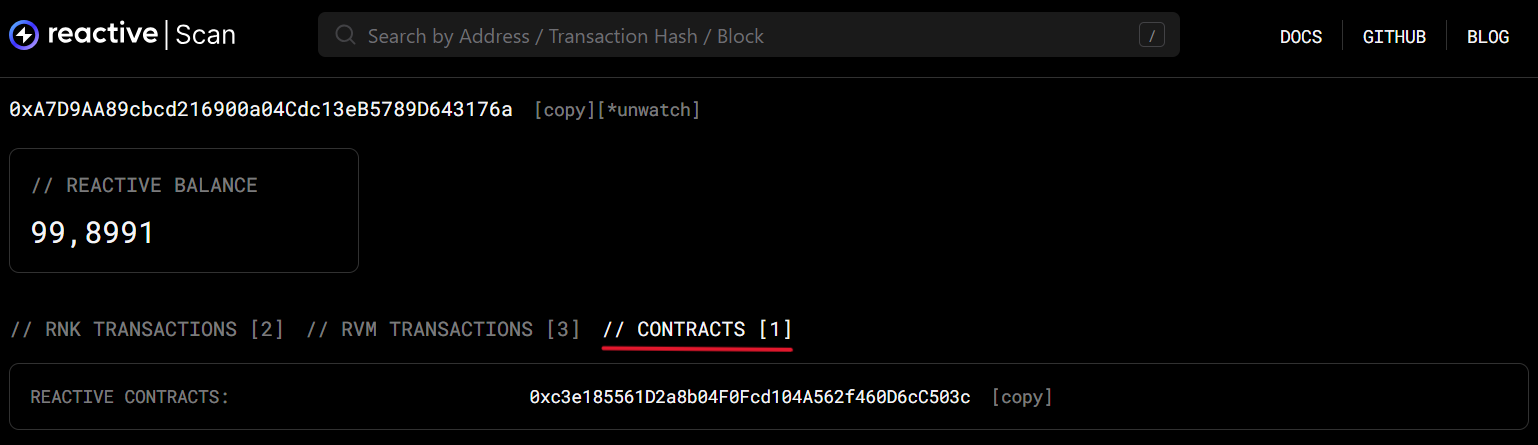 reactive|Scan Search by Address / Transaction Hash / Block / DOCS GITHUB BLOG
0xA7D9AA89cbcd216900a04Cdc13eB5789D643176a [copy][*unwatch]
// REACTIVE BALANCE
99,8991
// RNK TRANSACTIONS [2] // RVM TRANSACTIONS [3] // CONTRACTS [1]
REACTIVE CONTRACTS: 0xc3e185561D2a8b04F0Fcd104A562f460D6cC503c [copy]